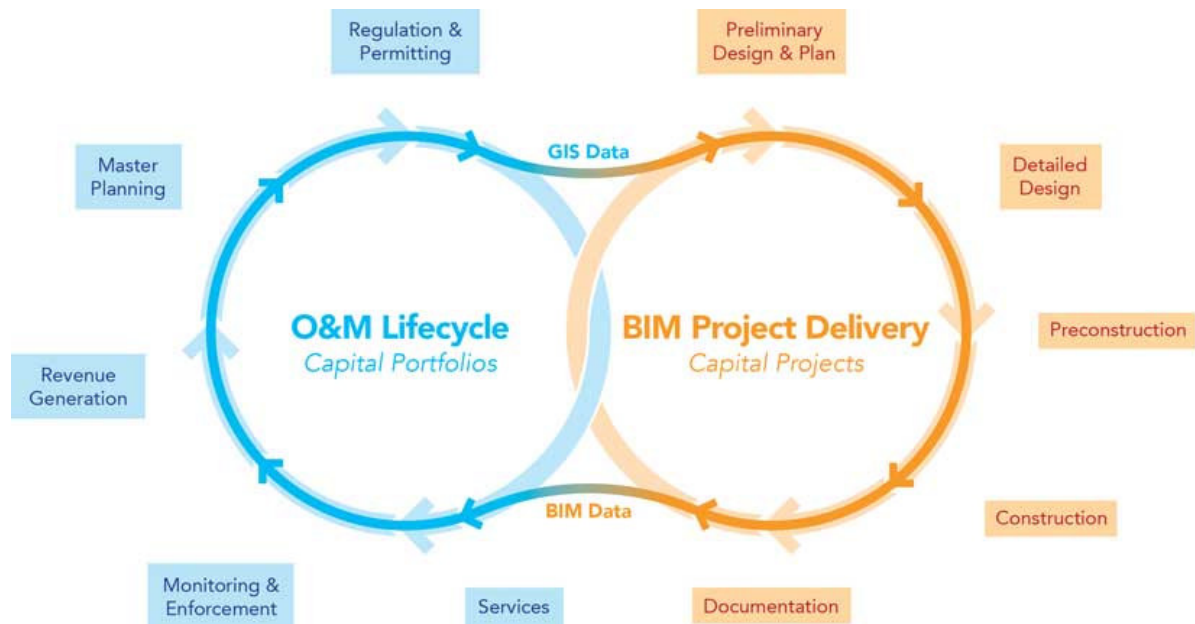 Regulation &
Permitting
Preliminary
Design & Plan
GIS Data
Master
Planning
Detailed
Design
O&M Lifecycle
Capital Portfolios
BIM Project Delivery
Capital Projects
Preconstruction
Revenue
Generation
BIM Data
Construction
Monitoring &
Enforcement
Services
Documentation